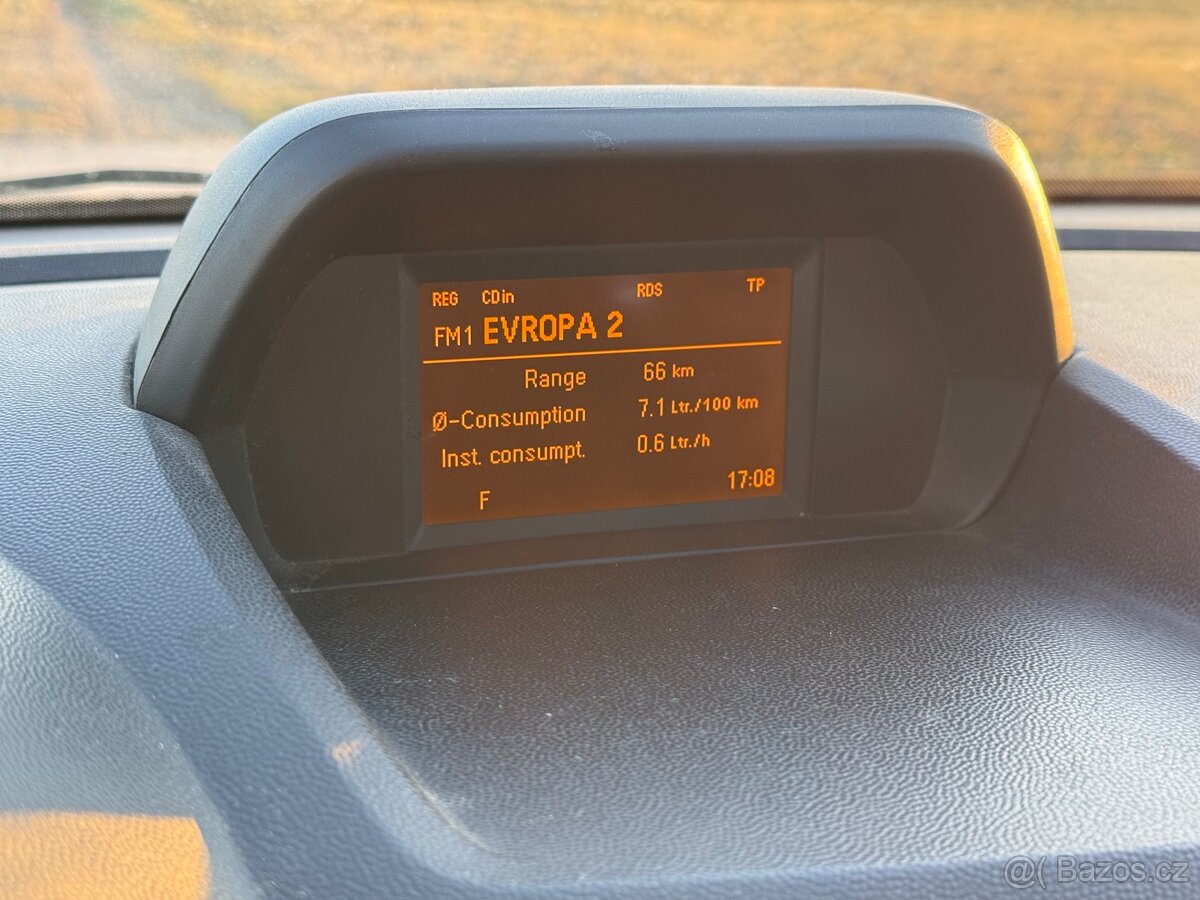 REG CDin RDS TP
FM1 EVROPA 2
Range 66 km
Ø-Consumption 7.1 Ltr./100 km
Inst. consumpt. 0.6 Ltr./h
F 17:08
@( Bazos.cz